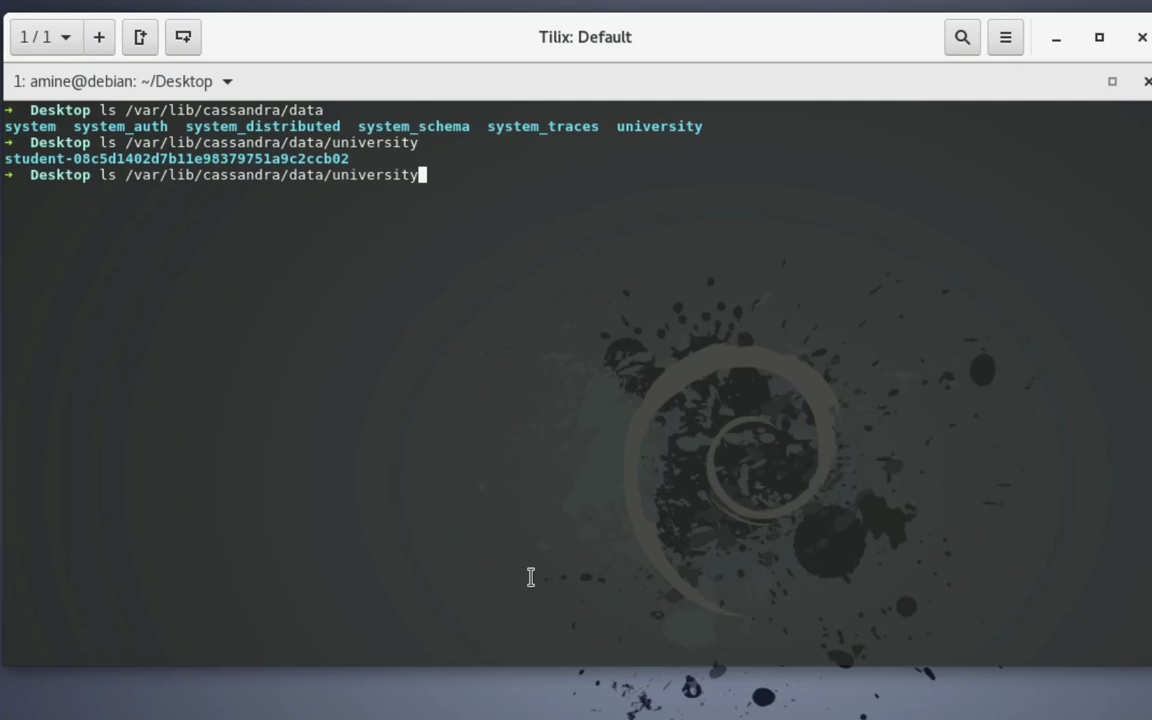 1 / 1
Tilix: Default
1: amine@debian: ~/Desktop
➜  Desktop ls /var/lib/cassandra/data
system  system_auth  system_distributed  system_schema  system_traces  university
➜  Desktop ls /var/lib/cassandra/data/university
student-08c5d1402d7b11e98379751a9c2ccb02
➜  Desktop ls /var/lib/cassandra/data/university